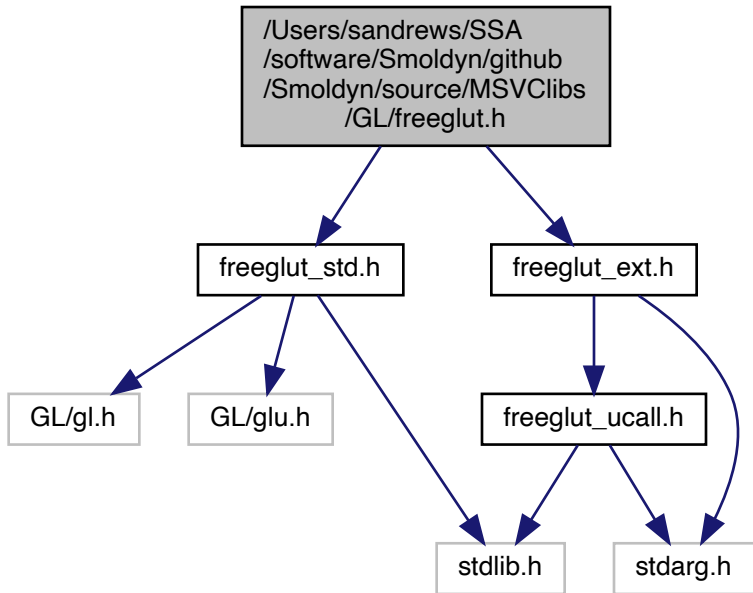 /Users/sandrews/SSA
/software/Smoldyn/github
/Smoldyn/source/MSVClibs
/GL/freeglut.h
freeglut_std.h
freeglut_ext.h
GL/gl.h
GL/glu.h
freeglut_ucall.h
stdlib.h
stdarg.h